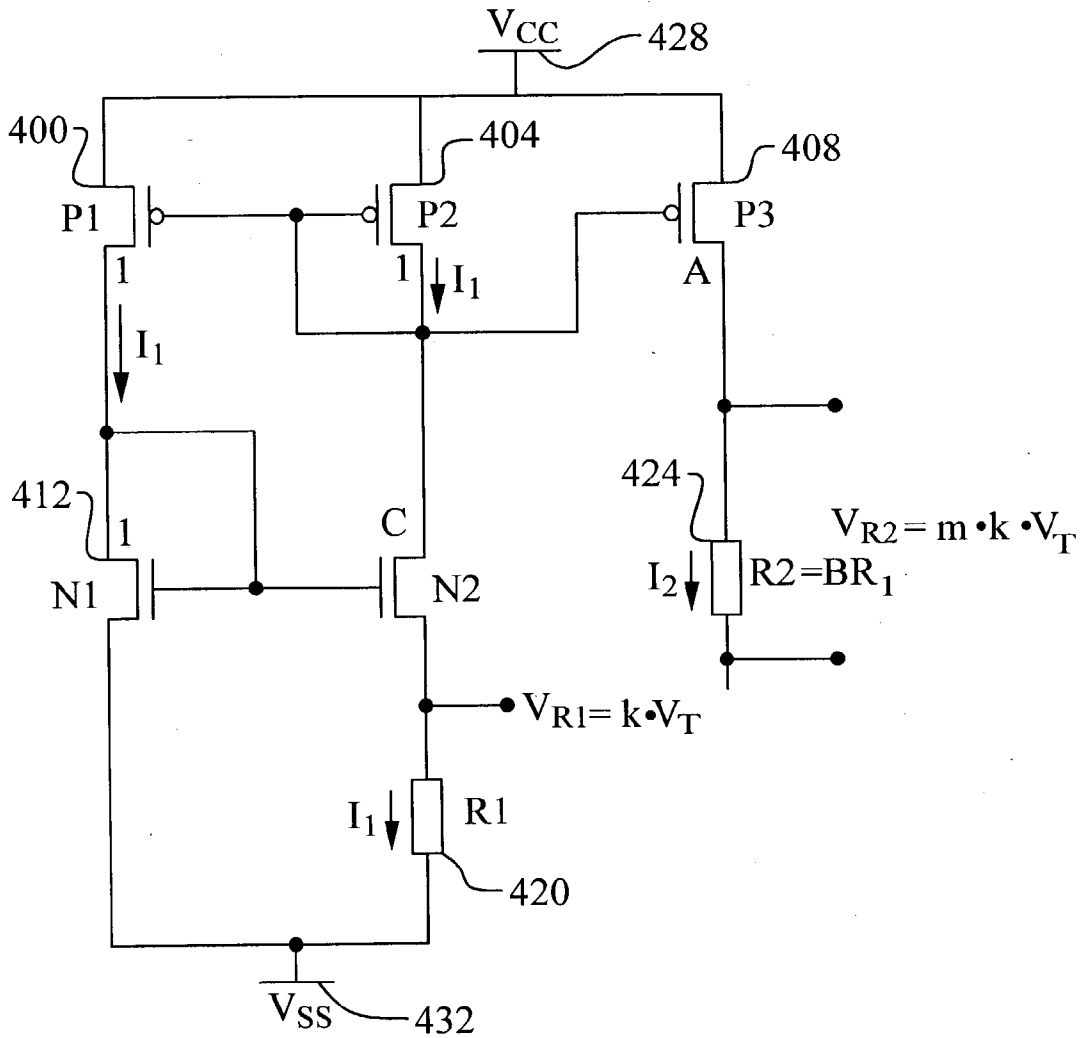 V_CC
428
400
404
408
P1
P2
P3
1
1
A
I_1
I_1
412
1
C
424
V_R2 = m•k•V_T
N1
N2
I_2
R2=BR_1
V_R1 = k•V_T
I_1
R1
420
V_SS
432